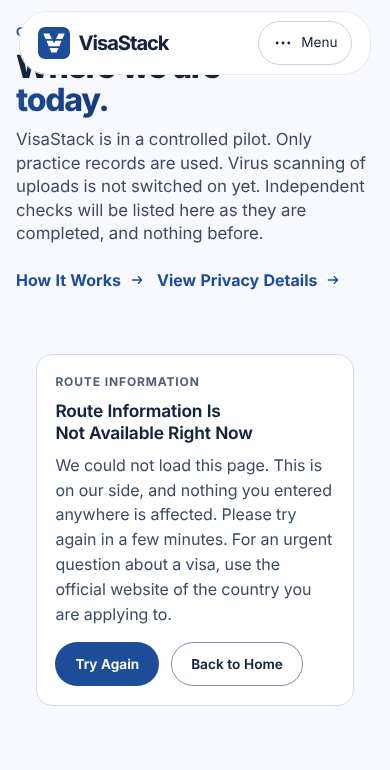 VisaStack
Menu
today.
VisaStack is in a controlled pilot. Only
practice records are used. Virus scanning of
uploads is not switched on yet. Independent
checks will be listed here as they are
completed, and nothing before.
How It Works → View Privacy Details →
ROUTE INFORMATION
Route Information Is
Not Available Right Now
We could not load this page. This is
on our side, and nothing you entered
anywhere is affected. Please try
again in a few minutes. For an urgent
question about a visa, use the
official website of the country you
are applying to.
Try Again
Back to Home